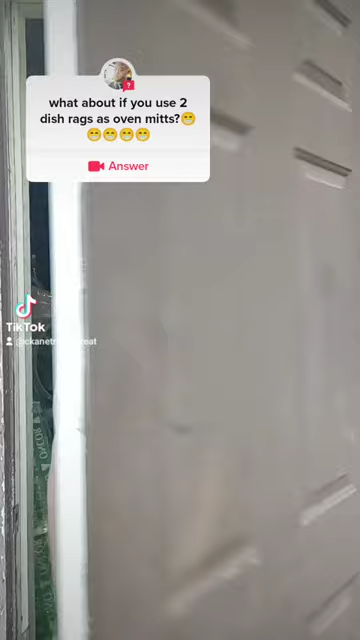 what about if you use 2
dish rags as oven mitts?😁
😁😁😁😁
Answer
TikTok